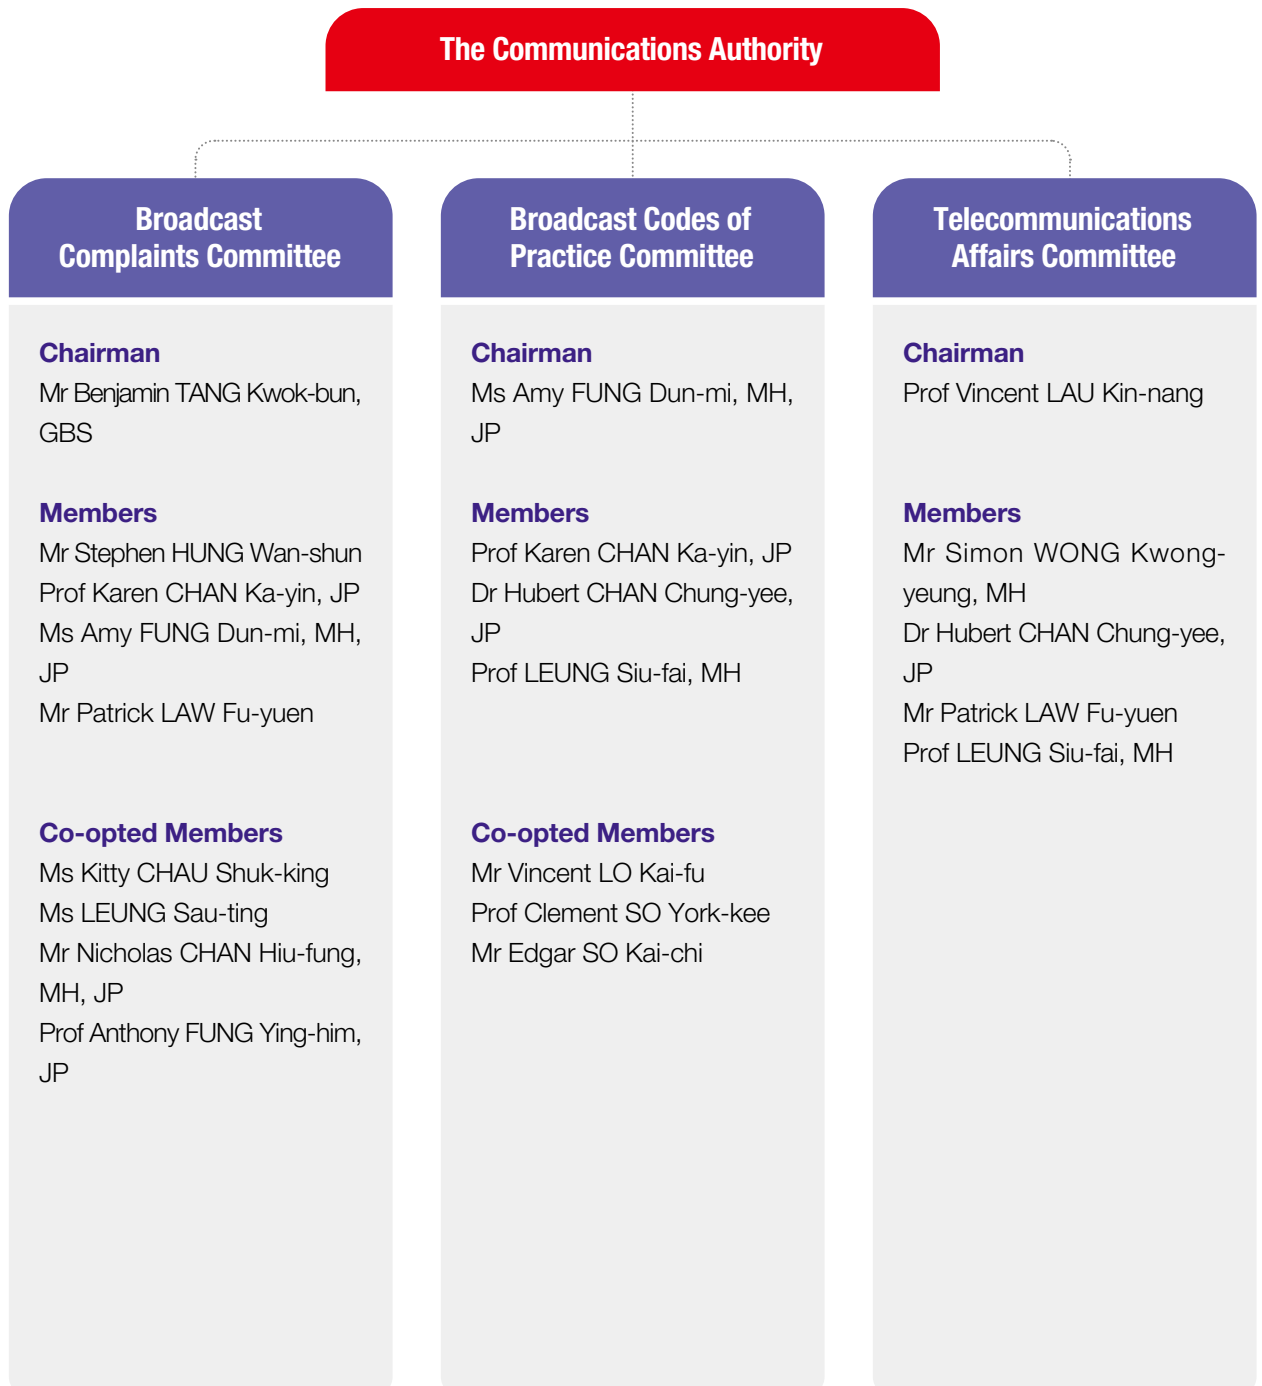 The Communications Authority
Broadcast
Complaints Committee
Chairman
Mr Benjamin TANG Kwok-bun,
GBS
Members
Mr Stephen HUNG Wan-shun
Prof Karen CHAN Ka-yin, JP
Ms Amy FUNG Dun-mi, MH,
JP
Mr Patrick LAW Fu-yuen
Co-opted Members
Ms Kitty CHAU Shuk-king
Ms LEUNG Sau-ting
Mr Nicholas CHAN Hiu-fung,
MH, JP
Prof Anthony FUNG Ying-him,
JP
Broadcast Codes of
Practice Committee
Chairman
Ms Amy FUNG Dun-mi, MH,
JP
Members
Prof Karen CHAN Ka-yin, JP
Dr Hubert CHAN Chung-yee,
JP
Prof LEUNG Siu-fai, MH
Co-opted Members
Mr Vincent LO Kai-fu
Prof Clement SO York-kee
Mr Edgar SO Kai-chi
Telecommunications
Affairs Committee
Chairman
Prof Vincent LAU Kin-nang
Members
Mr Simon WONG Kwong-
yeung, MH
Dr Hubert CHAN Chung-yee,
JP
Mr Patrick LAW Fu-yuen
Prof LEUNG Siu-fai, MH